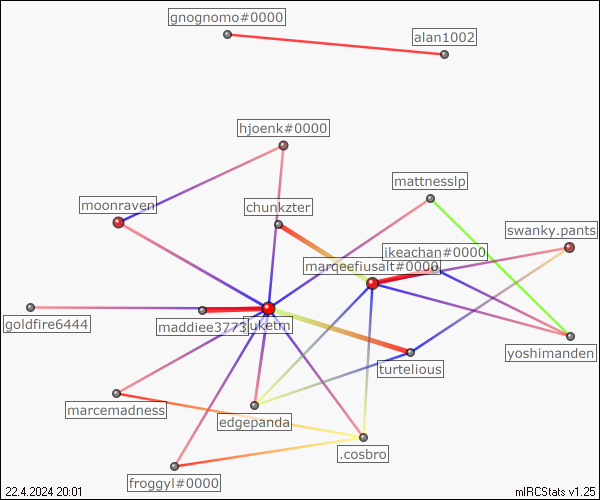 gnognomo#0000
alan1002
hjoenk#0000
mattnesslp
moonraven
chunkzter
swanky.pants
ikeachan#0000
marqeefiusalt#0000
goldfire6444
maddiee3773
juketm
yoshimanden
turtelious
marcemadness
edgepanda
.cosbro
froggyl#0000
22.4.2024 20:01
mIRCStats v1.25